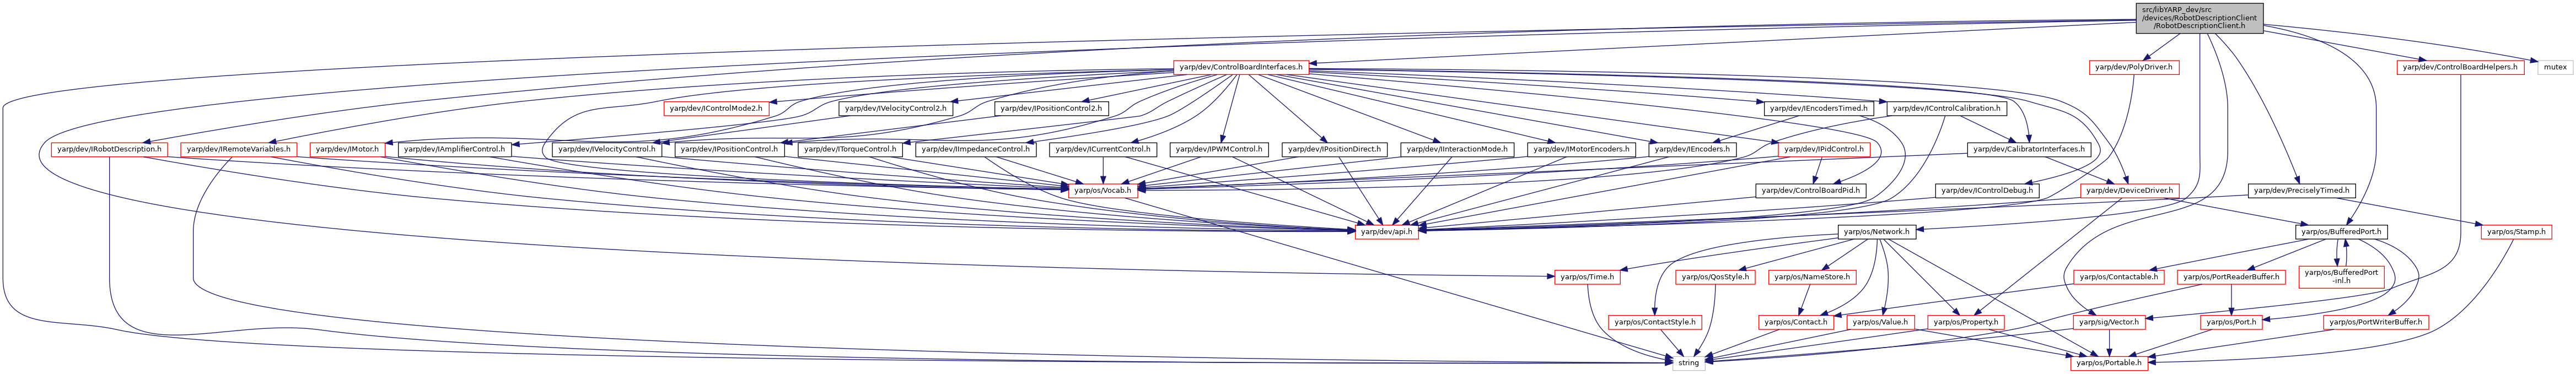 src/libYARP_dev/src
/devices/RobotDescriptionClient
/RobotDescriptionClient.h
yarp/dev/ControlBoardInterfaces.h
yarp/dev/PolyDriver.h
yarp/dev/ControlBoardHelpers.h
mutex
yarp/dev/IControlMode2.h
yarp/dev/IVelocityControl2.h
yarp/dev/IPositionControl2.h
yarp/dev/IEncodersTimed.h
yarp/dev/IControlCalibration.h
yarp/dev/IRobotDescription.h
yarp/dev/IRemoteVariables.h
yarp/dev/IMotor.h
yarp/dev/IAmplifierControl.h
yarp/dev/IVelocityControl.h
yarp/dev/IPositionControl.h
yarp/dev/ITorqueControl.h
yarp/dev/IImpedanceControl.h
yarp/dev/ICurrentControl.h
yarp/dev/IPWMControl.h
yarp/dev/IPositionDirect.h
yarp/dev/IInteractionMode.h
yarp/dev/IMotorEncoders.h
yarp/dev/IEncoders.h
yarp/dev/IPidControl.h
yarp/dev/CalibratorInterfaces.h
yarp/os/Vocab.h
yarp/dev/ControlBoardPid.h
yarp/dev/IControlDebug.h
yarp/dev/DeviceDriver.h
yarp/dev/PreciselyTimed.h
yarp/dev/api.h
yarp/os/Network.h
yarp/os/BufferedPort.h
yarp/os/Stamp.h
yarp/os/Time.h
yarp/os/QosStyle.h
yarp/os/NameStore.h
yarp/os/Contactable.h
yarp/os/PortReaderBuffer.h
yarp/os/BufferedPort
-inl.h
yarp/os/ContactStyle.h
yarp/os/Contact.h
yarp/os/Value.h
yarp/os/Property.h
yarp/sig/Vector.h
yarp/os/Port.h
yarp/os/PortWriterBuffer.h
string
yarp/os/Portable.h